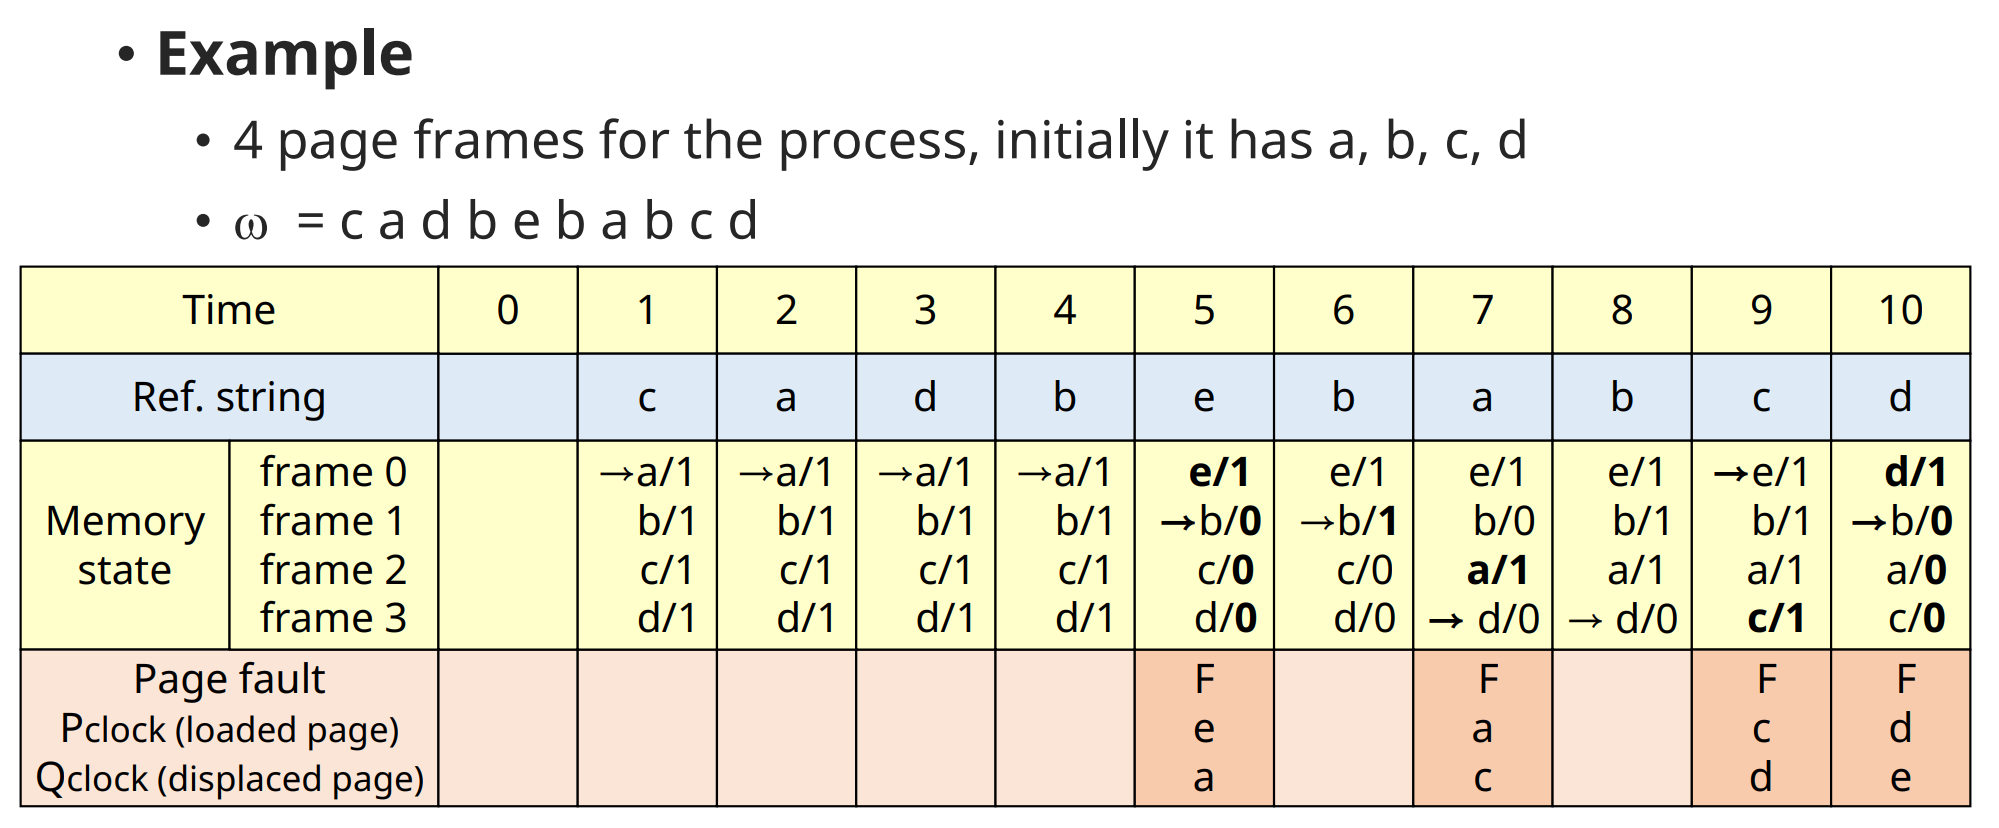 • Example
• 4 page frames for the process, initially it has a, b, c, d
• ω = c a d b e b a b c d
Time 0 1 2 3 4 5 6 7 8 9 10
Ref. string c a d b e b a b c d
Memory state
frame 0 →a/1 →a/1 →a/1 →a/1 e/1 e/1 e/1 e/1 →e/1 d/1
frame 1 b/1 b/1 b/1 b/1 →b/0 →b/1 b/0 b/1 b/1 →b/0
frame 2 c/1 c/1 c/1 c/1 c/0 c/0 a/1 a/1 a/1 a/0
frame 3 d/1 d/1 d/1 d/1 d/0 d/0 → d/0 → d/0 c/1 c/0
Page fault F F F F
Pclock (loaded page) e a c d
Qclock (displaced page) a c d e